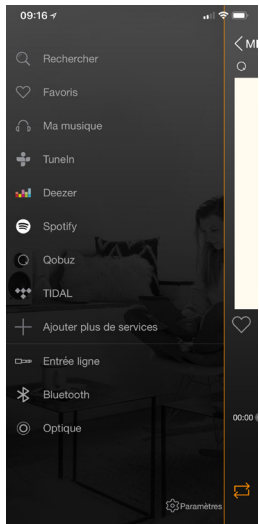 09:16
MI
Rechercher
Favoris
Ma musique
TuneIn
Deezer
Spotify
Qobuz
TIDAL
Ajouter plus de services
Entrée ligne
Bluetooth
Optique
00:00
Paramètres